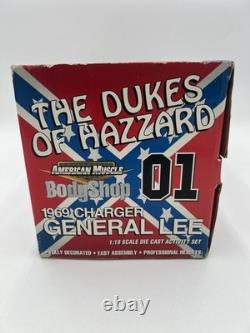 THE DUKES
OF HAZZARD
AMERICAN MUSCLE
BodyShop
01
1969 CHARGER
GENERAL LEE
1:18 SCALE DIE CAST ACTIVITY SET
FULLY DECORATED • EASY ASSEMBLY • PROFESSIONAL RESULTS